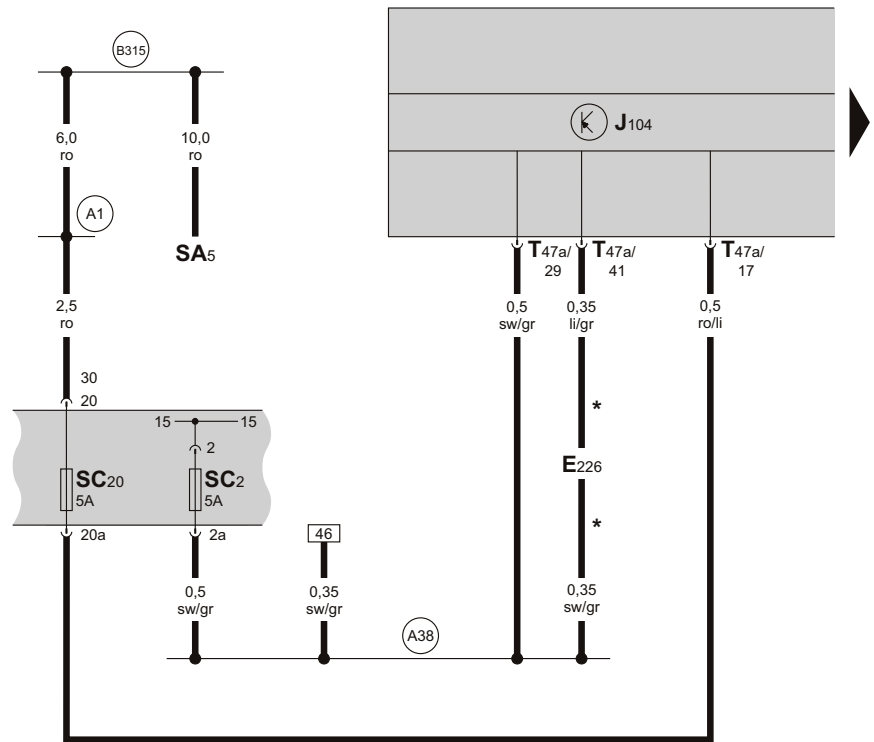 B315
6,0
ro
10,0
ro
J104
A1
SA5
T47a/
29
T47a/
41
T47a/
17
2,5
ro
0,5
sw/gr
0,35
li/gr
0,5
ro/li
30
20
*
15
15
2
E226
SC20
5A
SC2
5A
*
20a
2a
46
0,5
sw/gr
0,35
sw/gr
0,35
sw/gr
A38